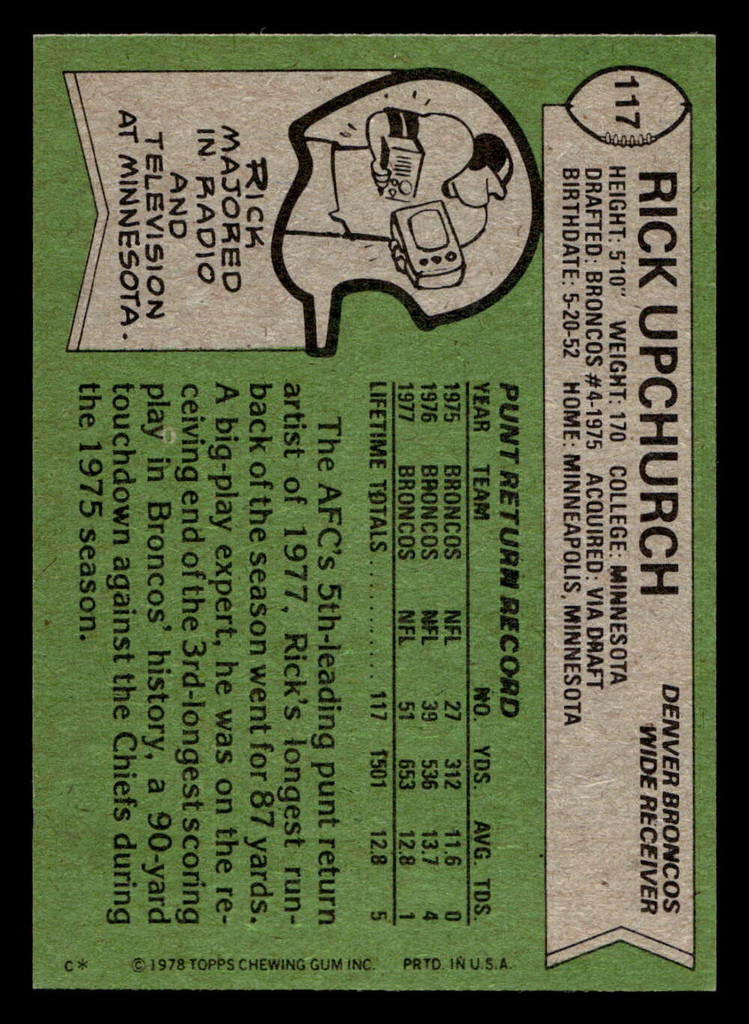 117
RICK UPCHURCH
DENVER BRONCOS
WIDE RECEIVER
HEIGHT: 5'10" WEIGHT: 170 COLLEGE: MINNESOTA
DRAFTED: BRONCOS #4-1975 ACQUIRED: VIA DRAFT
BIRTHDATE: 5-20-52 HOME: MINNEAPOLIS, MINNESOTA
RICK
MAJORED
IN RADIO
AND
TELEVISION
AT MINNESOTA.
PUNT RETURN RECORD
YEAR TEAM NO. YDS. AVG. TDS.
1975 BRONCOS NFL 27 312 11.6 0
1976 BRONCOS NFL 39 536 13.7 4
1977 BRONCOS NFL 51 653 12.8 1
LIFETIME TOTALS.......... 117 1501 12.8 5
The AFC's 5th-leading punt return
artist of 1977, Rick's longest run-
back of the season went for 87 yards.
A big-play expert, he was on the re-
ceiving end of the 3rd-longest scoring
play in Broncos' history, a 90-yard
touchdown against the Chiefs during
the 1975 season.
C* © 1978 TOPPS CHEWING GUM INC. PRTD. IN U.S.A.